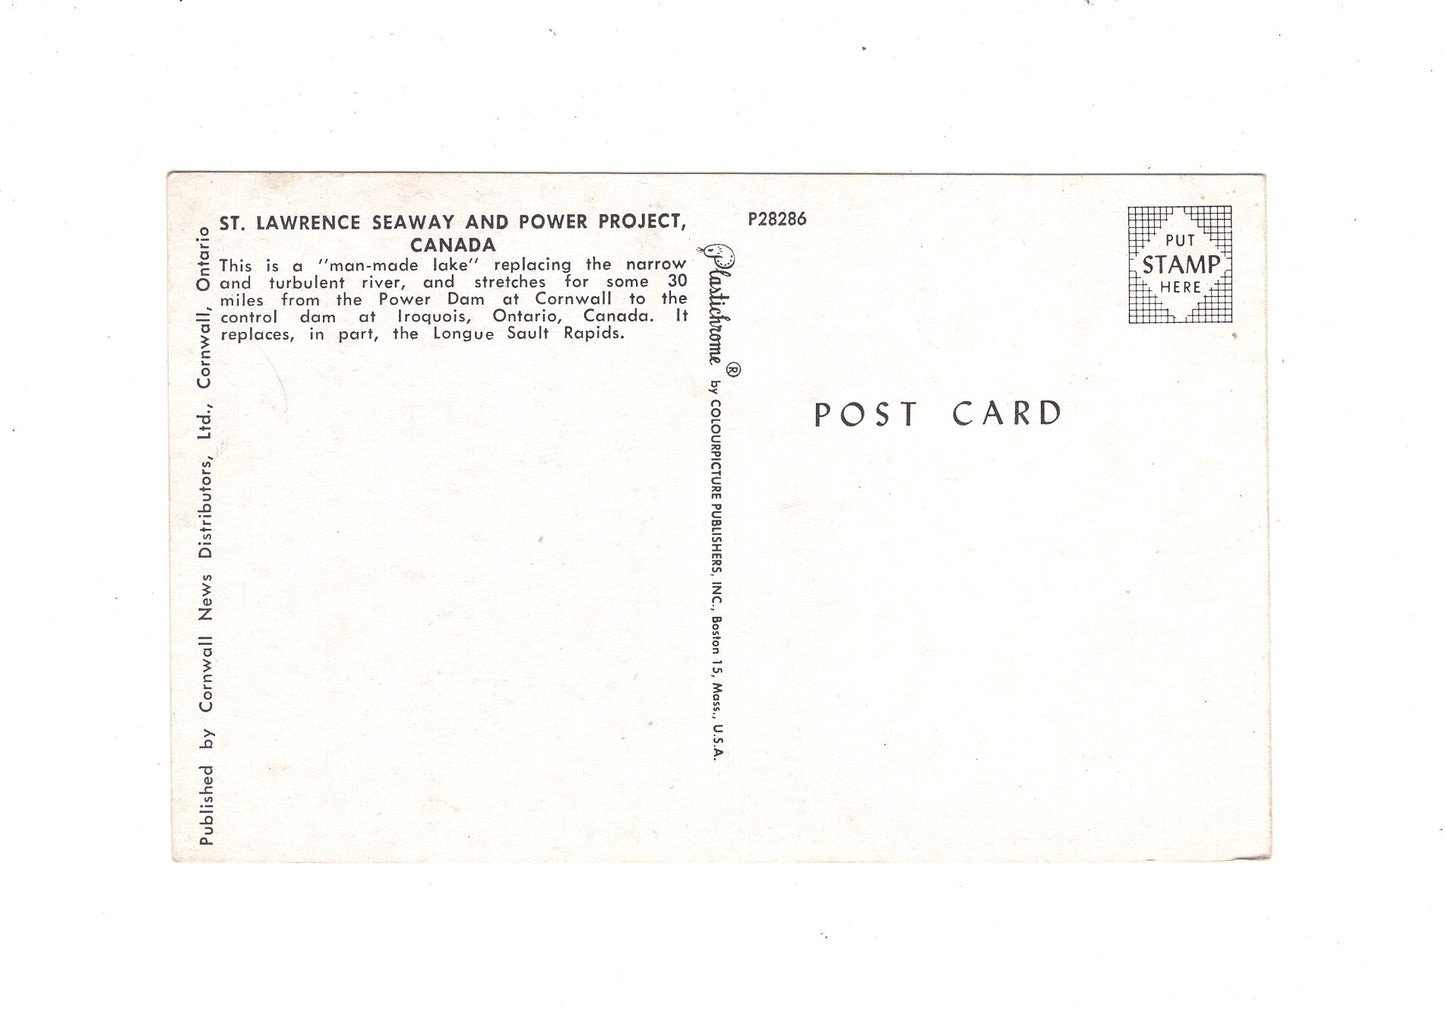 ST. LAWRENCE SEAWAY AND POWER PROJECT,
CANADA
This is a "man-made lake" replacing the narrow
and turbulent river, and stretches for some 30
miles from the Power Dam at Cornwall to the
control dam at Iroquois, Ontario, Canada. It
replaces, in part, the Longue Sault Rapids.
Published by Cornwall News Distributors, Ltd., Cornwall, Ontario
Plastichrome ® by COLOURPICTURE PUBLISHERS, INC., Boston 15, Mass., U.S.A.
P28286
PUT
STAMP
HERE
POST CARD